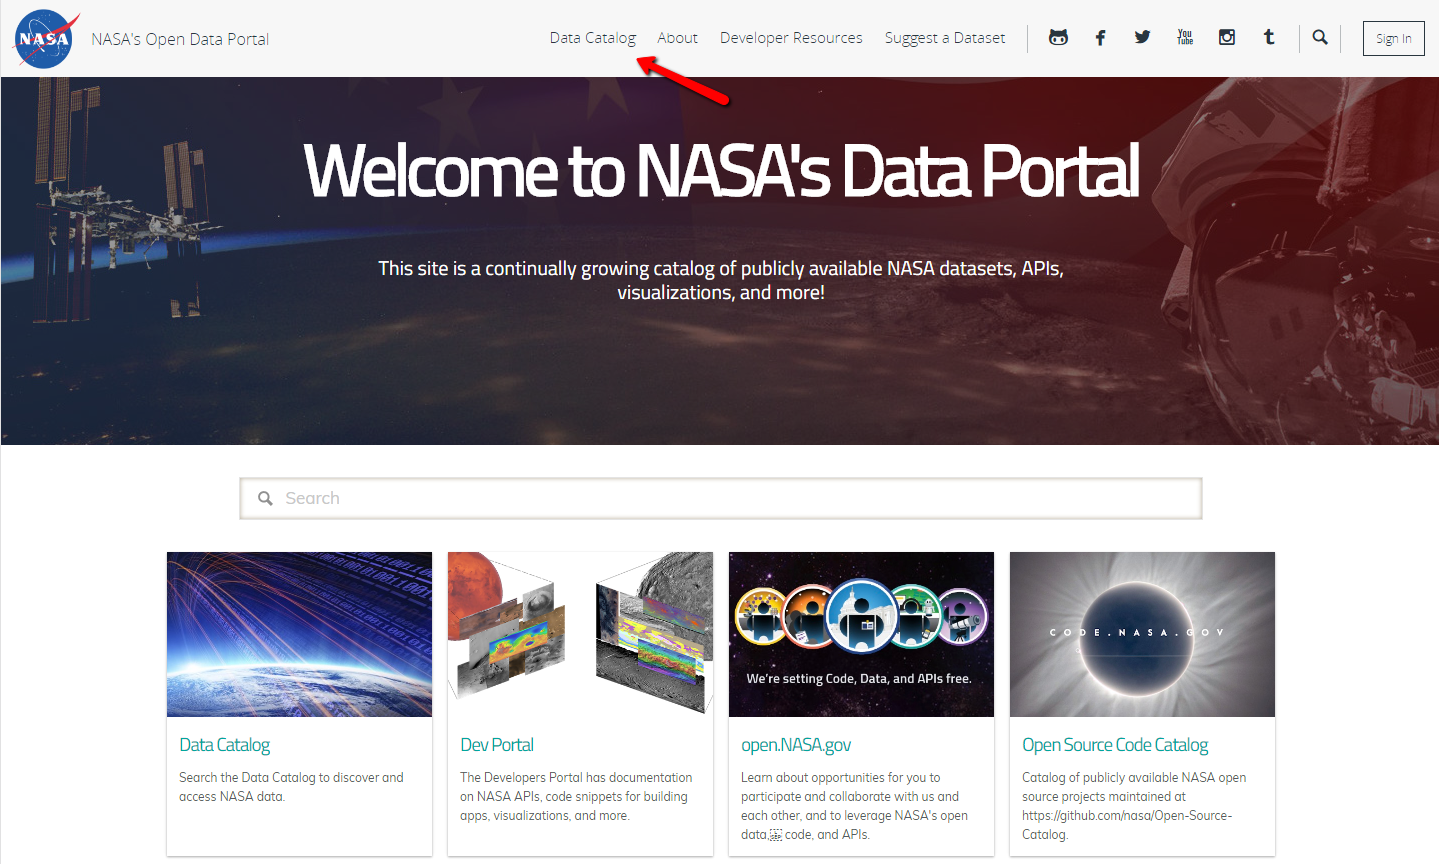 NASA
NASA's Open Data Portal
Data Catalog
About
Developer Resources
Suggest a Dataset
You
Tube
Sign In
Welcome to NASA's Data Portal
This site is a continually growing catalog of publicly available NASA datasets, APIs,
visualizations, and more!
Search
We're setting Code, Data, and APIs free.
CODE.NASA.GOV
Data Catalog
Search the Data Catalog to discover and
access NASA data.
Dev Portal
The Developers Portal has documentation
on NASA APIs, code snippets for building
apps, visualizations, and more.
open.NASA.gov
Learn about opportunities for you to
participate and collaborate with us and
each other, and to leverage NASA's open
data, code, and APIs.
Open Source Code Catalog
Catalog of publicly available NASA open
source projects maintained at
https://github.com/nasa/Open-Source-
Catalog.